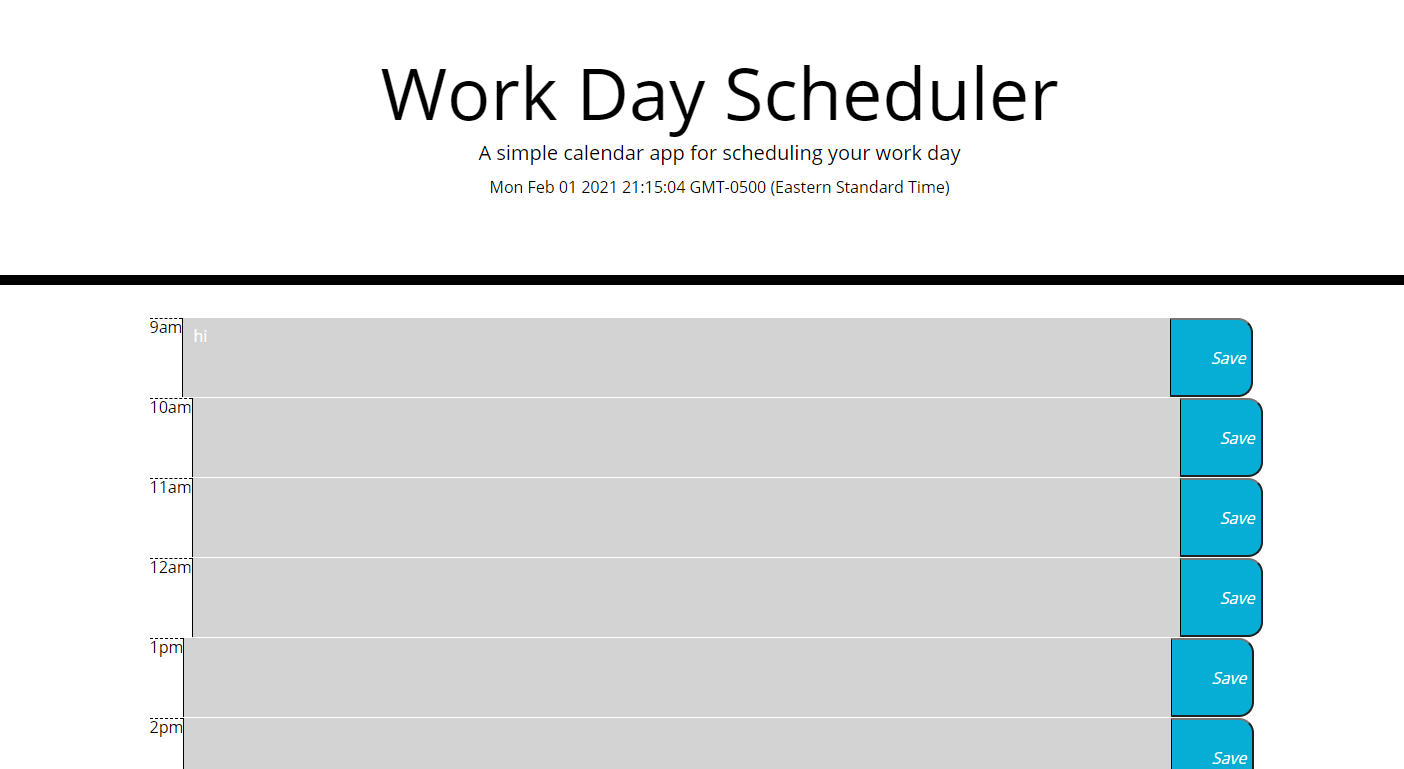 Work Day Scheduler
A simple calendar app for scheduling your work day
Mon Feb 01 2021 21:15:04 GMT-0500 (Eastern Standard Time)
9am hi Save
10am Save
11am Save
12am Save
1pm Save
2pm Save